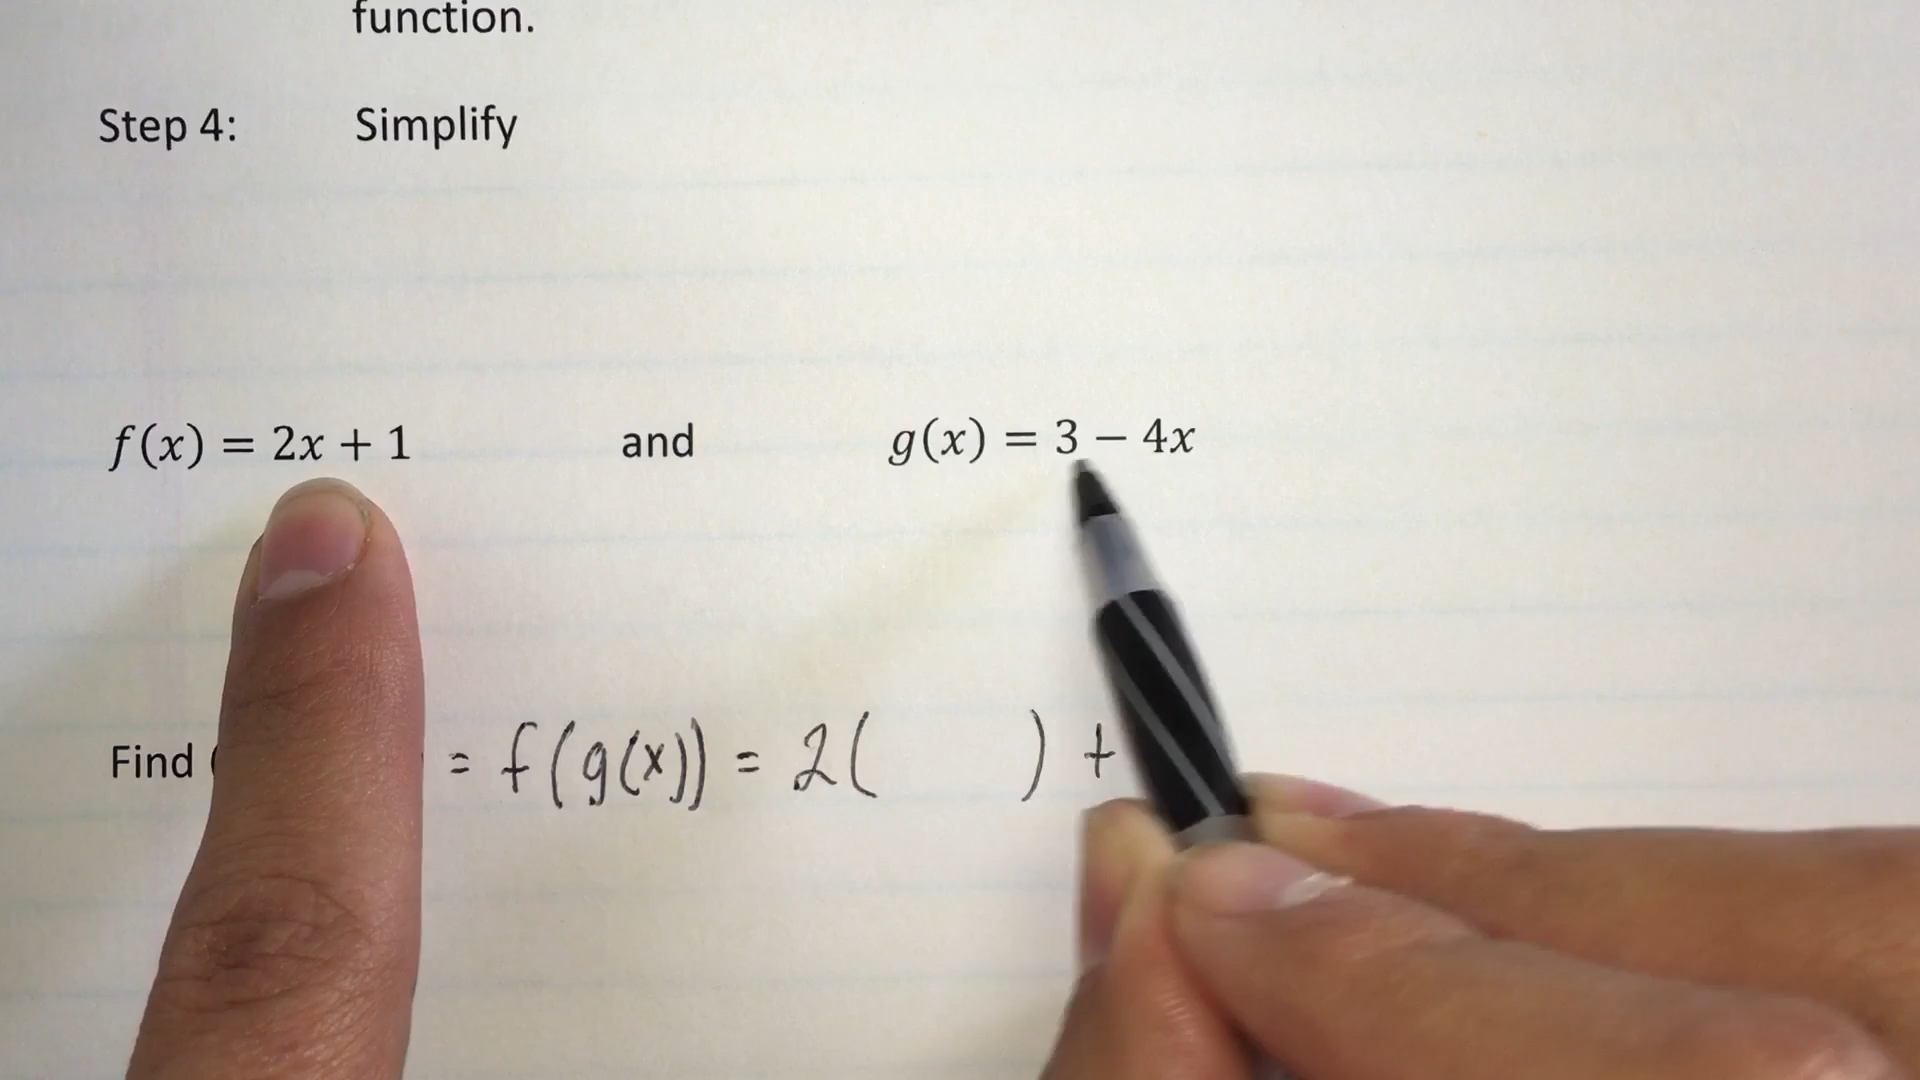 function.
Step 4: Simplify
f(x) = 2x + 1 and g(x) = 3 − 4x
Find ( = f(g(x)) = 2( ) +